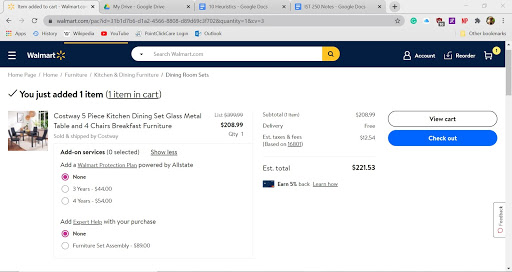 Item added to cart - Walmart.com
My Drive - Google Drive
10 Heuristics - Google Docs
IST 250 Notes - Google Docs
walmart.com/pac?id=31b1d7b6-d1a2-4566-8808-d89d69c3f702&quantity=1&cv=3
Apps
History
Wikipedia
YouTube
PointClickCare Login
Outlook
Other bookmarks
Walmart
Search Walmart.com
Account
Reorder
1
Home Page / Home / Furniture / Kitchen & Dining Furniture / Dining Room Sets
You just added 1 item (1 item in cart)
Costway 5 Piece Kitchen Dining Set Glass Metal
Table and 4 Chairs Breakfast Furniture
Sold & shipped by Costway
List $399.99
$208.99
Qty 1
Add-on services (0 selected) Show less
Add a Walmart Protection Plan powered by Allstate
None
3 Years - $44.00
4 Years - $54.00
Add Expert Help with your purchase
None
Furniture Set Assembly - $89.00
Subtotal (1 item) $208.99
Delivery Free
Est. taxes & fees $12.54
(Based on 16801)
Est. total $221.53
Earn 5% back. Learn how
View cart
Check out
Feedback